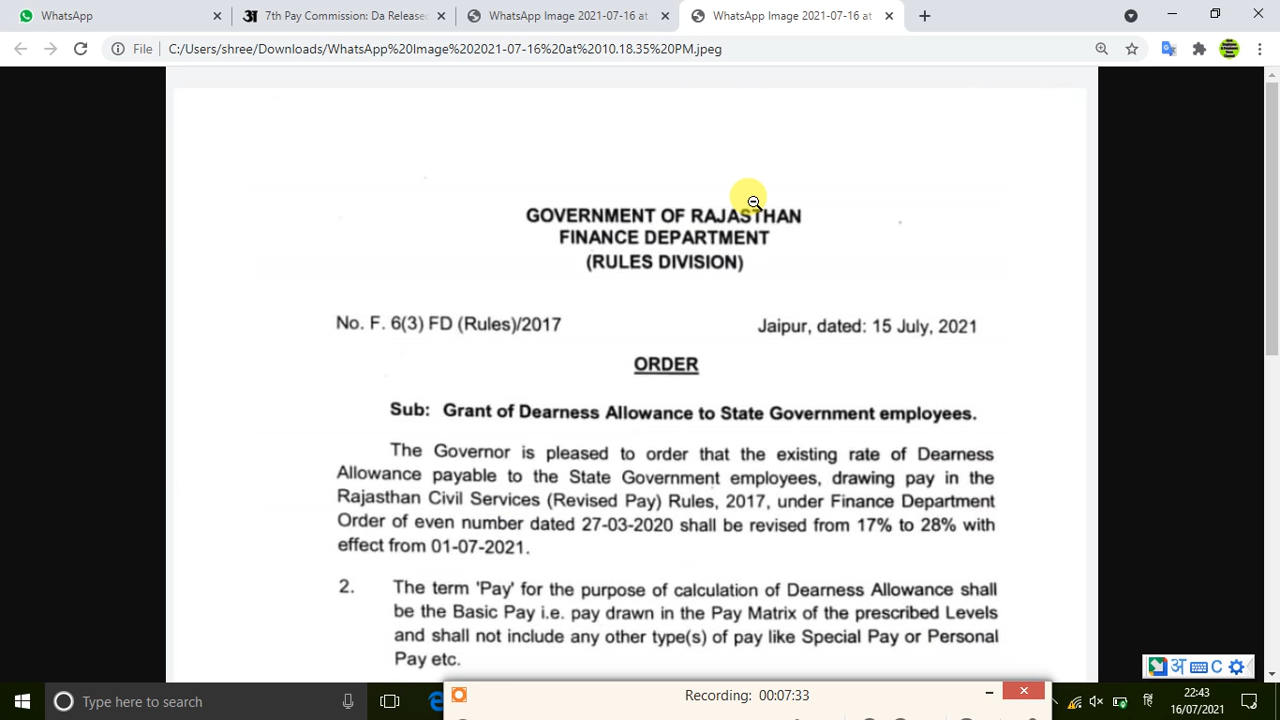 WhatsApp
7th Pay Commission: Da Released
WhatsApp Image 2021-07-16 at
WhatsApp Image 2021-07-16 at
File C:/Users/shree/Downloads/WhatsApp%20Image%202021-07-16%20at%2010.18.35%20PM.jpeg
GOVERNMENT OF RAJASTHAN
FINANCE DEPARTMENT
(RULES DIVISION)
No. F. 6(3) FD (Rules)/2017 Jaipur, dated: 15 July, 2021
ORDER
Sub: Grant of Dearness Allowance to State Government employees.
The Governor is pleased to order that the existing rate of Dearness
Allowance payable to the State Government employees, drawing pay in the
Rajasthan Civil Services (Revised Pay) Rules, 2017, under Finance Department
Order of even number dated 27-03-2020 shall be revised from 17% to 28% with
effect from 01-07-2021.
2. The term 'Pay' for the purpose of calculation of Dearness Allowance shall
be the Basic Pay i.e. pay drawn in the Pay Matrix of the prescribed Levels
and shall not include any other type(s) of pay like Special Pay or Personal
Pay etc.
अ C
Recording: 00:07:33
Type here to search
हि
22:43
16/07/2021